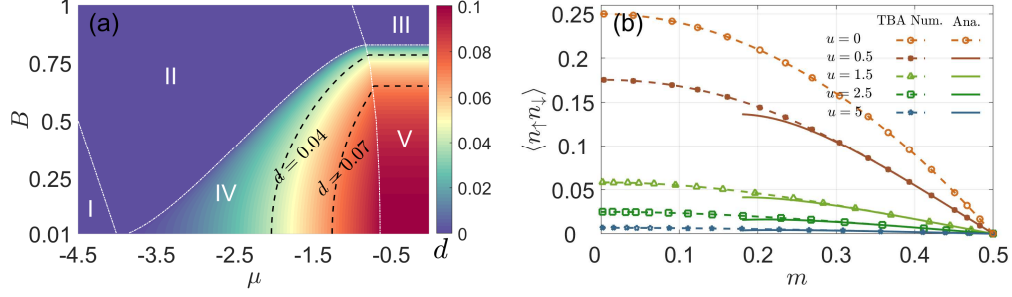 (a)
III
II
IV
V
I
d = 0.04
d = 0.07
B
1
0.75
0.5
0.25
0.01
-4.5
-3.5
-2.5
-1.5
-0.5
μ
0.1
0.08
0.06
0.04
0.02
0
d
(b)
TBA Num. Ana.
u = 0
u = 0.5
u = 1.5
u = 2.5
u = 5
⟨n↑n↓⟩
0.25
0.20
0.15
0.10
0.05
0
0
0.1
0.2
0.3
0.4
0.5
m